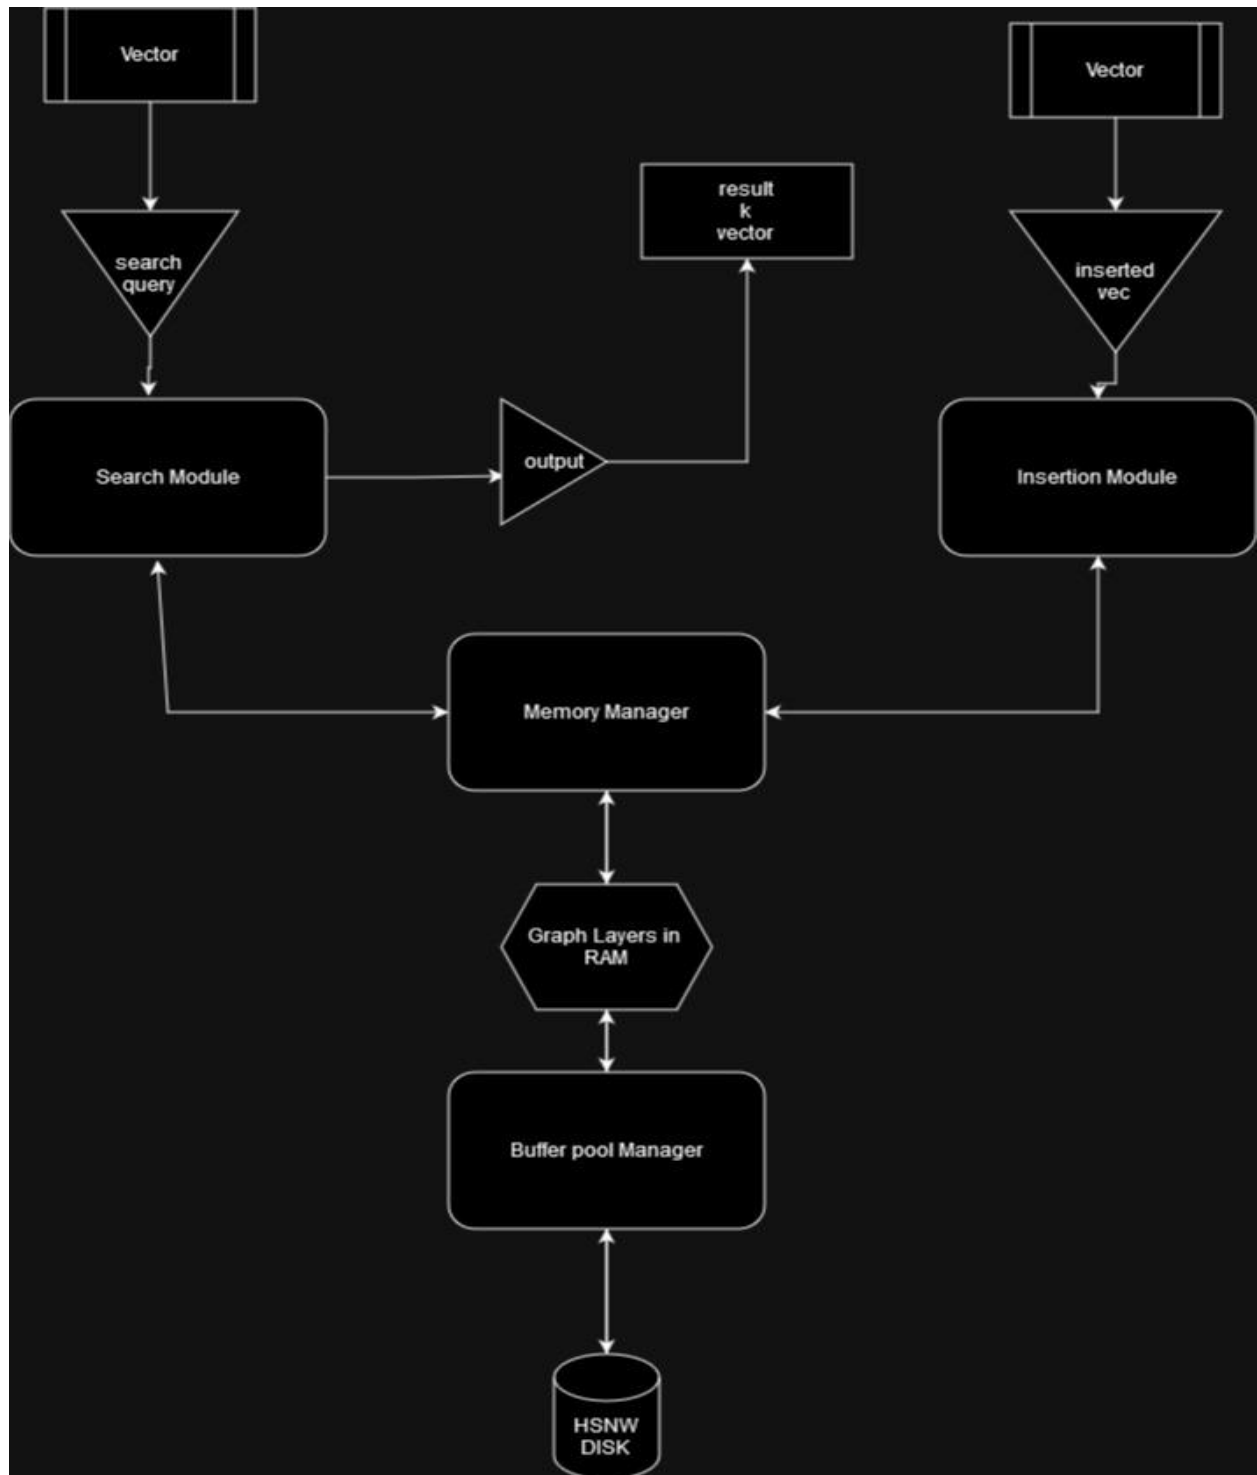 Vector
Vector
result
k
vector
search
query
inserted
vec
Search Module
output
Insertion Module
Memory Manager
Graph Layers in
RAM
Buffer pool Manager
HSNW
DISK